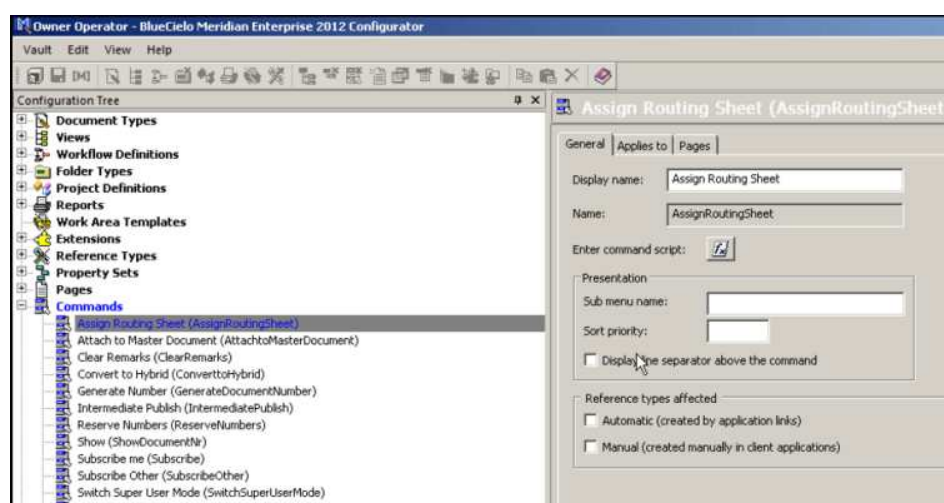 Owner Operator - BlueCielo Meridian Enterprise 2012 Configurator
Vault Edit View Help
Configuration Tree
Document Types
Views
Workflow Definitions
Folder Types
Project Definitions
Reports
Work Area Templates
Extensions
Reference Types
Property Sets
Pages
Commands
Assign Routing Sheet (AssignRoutingSheet)
Attach to Master Document (AttachtoMasterDocument)
Clear Remarks (ClearRemarks)
Convert to Hybrid (ConverttoHybrid)
Generate Number (GenerateDocumentNumber)
Intermediate Publish (IntermediatePublish)
Reserve Numbers (ReserveNumbers)
Show (ShowDocumentNr)
Subscribe me (Subscribe)
Subscribe Other (SubscribeOther)
Switch Super User Mode (SwitchSuperUserMode)
Assign Routing Sheet (AssignRoutingSheet
General Applies to Pages
Display name: Assign Routing Sheet
Name: AssignRoutingSheet
Enter command script:
Presentation
Sub menu name:
Sort priority:
Display line separator above the command
Reference types affected
Automatic (created by application links)
Manual (created manually in client applications)